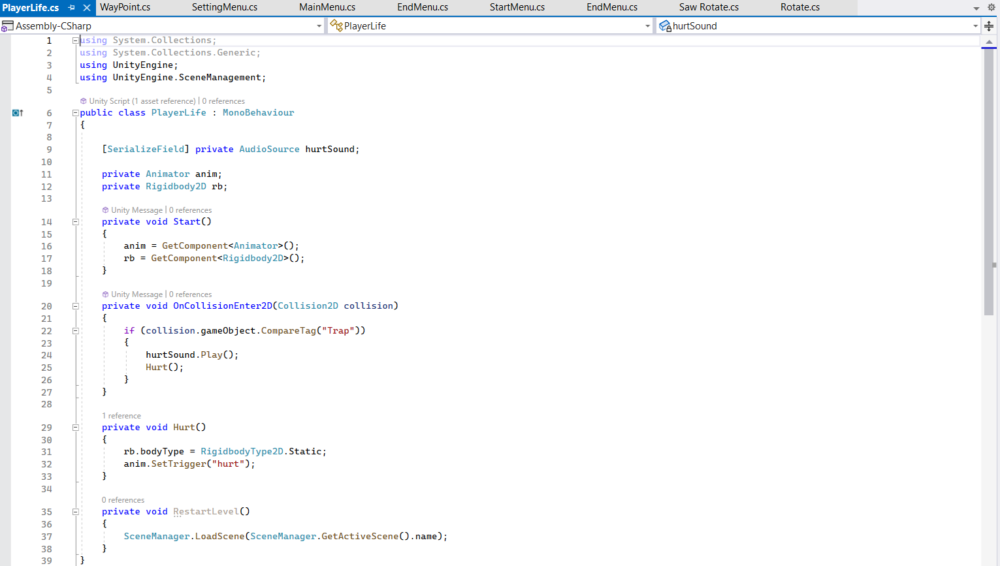 PlayerLife.cs WayPoint.cs SettingMenu.cs MainMenu.cs EndMenu.cs StartMenu.cs EndMenu.cs Saw Rotate.cs Rotate.cs
Assembly-CSharp PlayerLife hurtSound
1 using System.Collections;
2 using System.Collections.Generic;
3 using UnityEngine;
4 using UnityEngine.SceneManagement;
5
Unity Script (1 asset reference) | 0 references
6 public class PlayerLife : MonoBehaviour
7 {
8
9 [SerializeField] private AudioSource hurtSound;
10
11 private Animator anim;
12 private Rigidbody2D rb;
13
Unity Message | 0 references
14 private void Start()
15 {
16 anim = GetComponent<Animator>();
17 rb = GetComponent<Rigidbody2D>();
18 }
19
Unity Message | 0 references
20 private void OnCollisionEnter2D(Collision2D collision)
21 {
22 if (collision.gameObject.CompareTag("Trap"))
23 {
24 hurtSound.Play();
25 Hurt();
26 }
27 }
28
1 reference
29 private void Hurt()
30 {
31 rb.bodyType = RigidbodyType2D.Static;
32 anim.SetTrigger("hurt");
33 }
34
0 references
35 private void RestartLevel()
36 {
37 SceneManager.LoadScene(SceneManager.GetActiveScene().name);
38 }
39 }